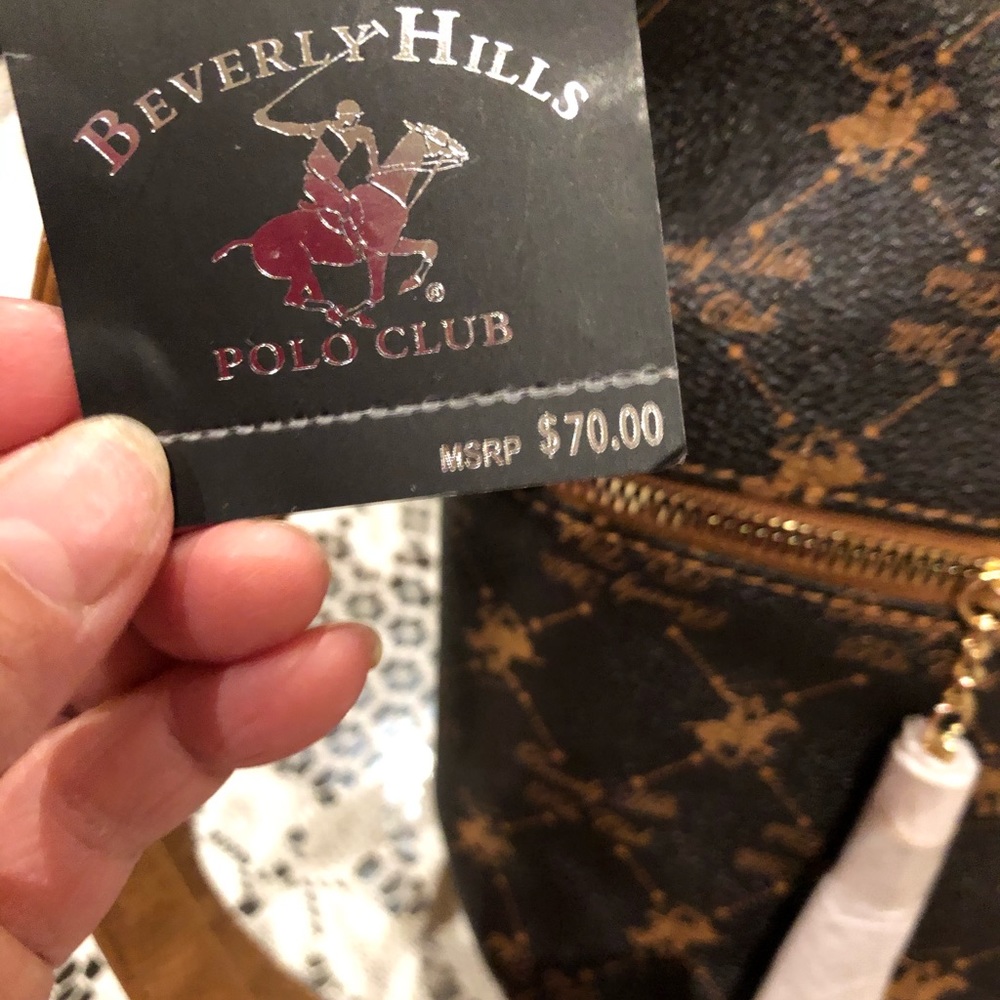 BEVERLY HILLS
®
POLO CLUB
MSRP $70.00